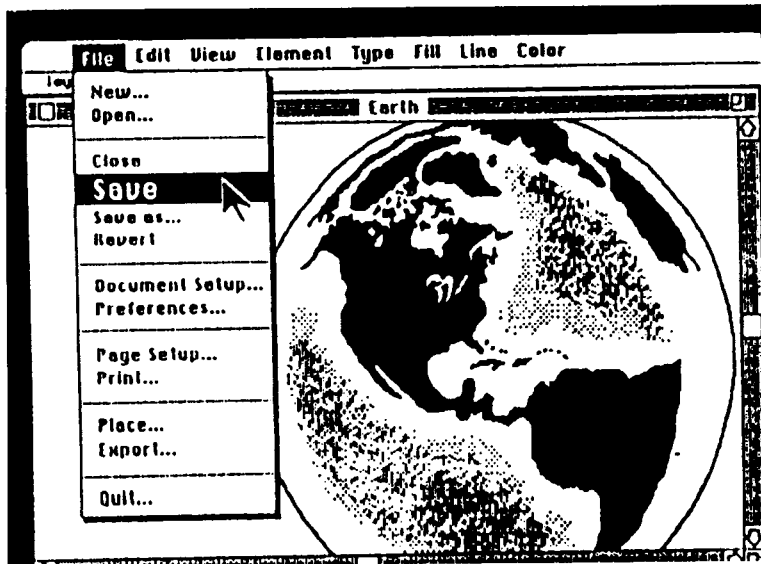 File Edit View Element Type Fill Line Color
Earth
New...
Open...
Close
Save
Save as...
Revert
Document Setup...
Preferences...
Page Setup...
Print...
Place...
Export...
Quit...